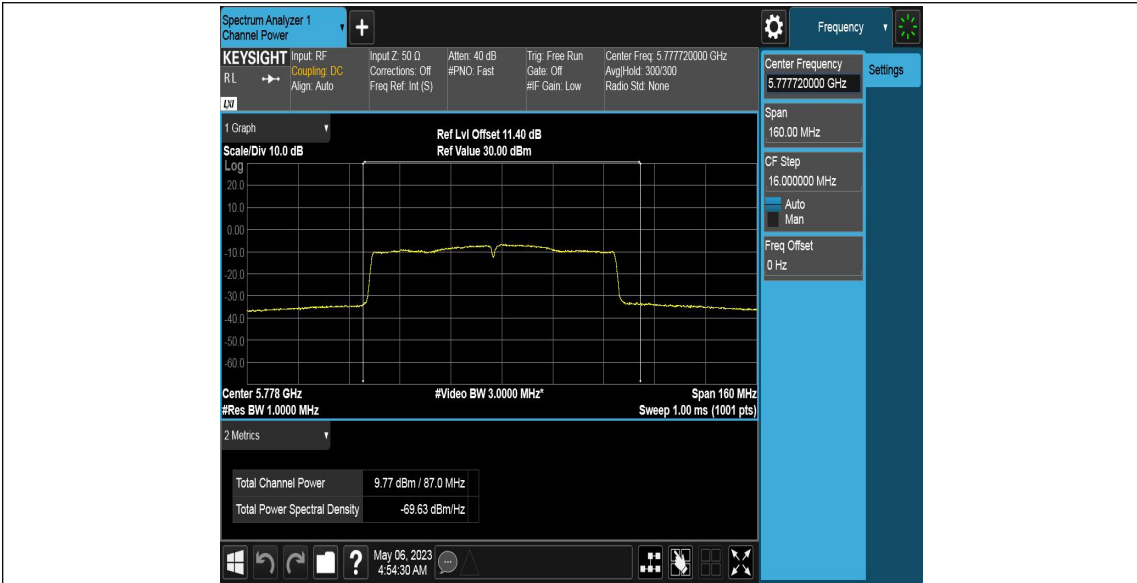 Spectrum Analyzer 1
Channel Power
+
Frequency
KEYSIGHT
RL
LXI
Input: RF
Coupling: DC
Align: Auto
Input Z: 50 Ω
Corrections: Off
Freq Ref: Int (S)
Atten: 40 dB
#PNO: Fast
Trig: Free Run
Gate: Off
#IF Gain: Low
Center Freq: 5.777720000 GHz
Avg|Hold: 300/300
Radio Std: None
Center Frequency
5.777720000 GHz
Settings
Span
160.00 MHz
CF Step
16.000000 MHz
Auto
Man
Freq Offset
0 Hz
1 Graph
Scale/Div 10.0 dB
Ref Lvl Offset 11.40 dB
Ref Value 30.00 dBm
Log
20.0
10.0
0.00
-10.0
-20.0
-30.0
-40.0
-50.0
-60.0
Center 5.778 GHz
#Video BW 3.0000 MHz*
Span 160 MHz
#Res BW 1.0000 MHz
Sweep 1.00 ms (1001 pts)
2 Metrics
Total Channel Power 9.77 dBm / 87.0 MHz
Total Power Spectral Density -69.63 dBm/Hz
?
May 06, 2023
4:54:30 AM